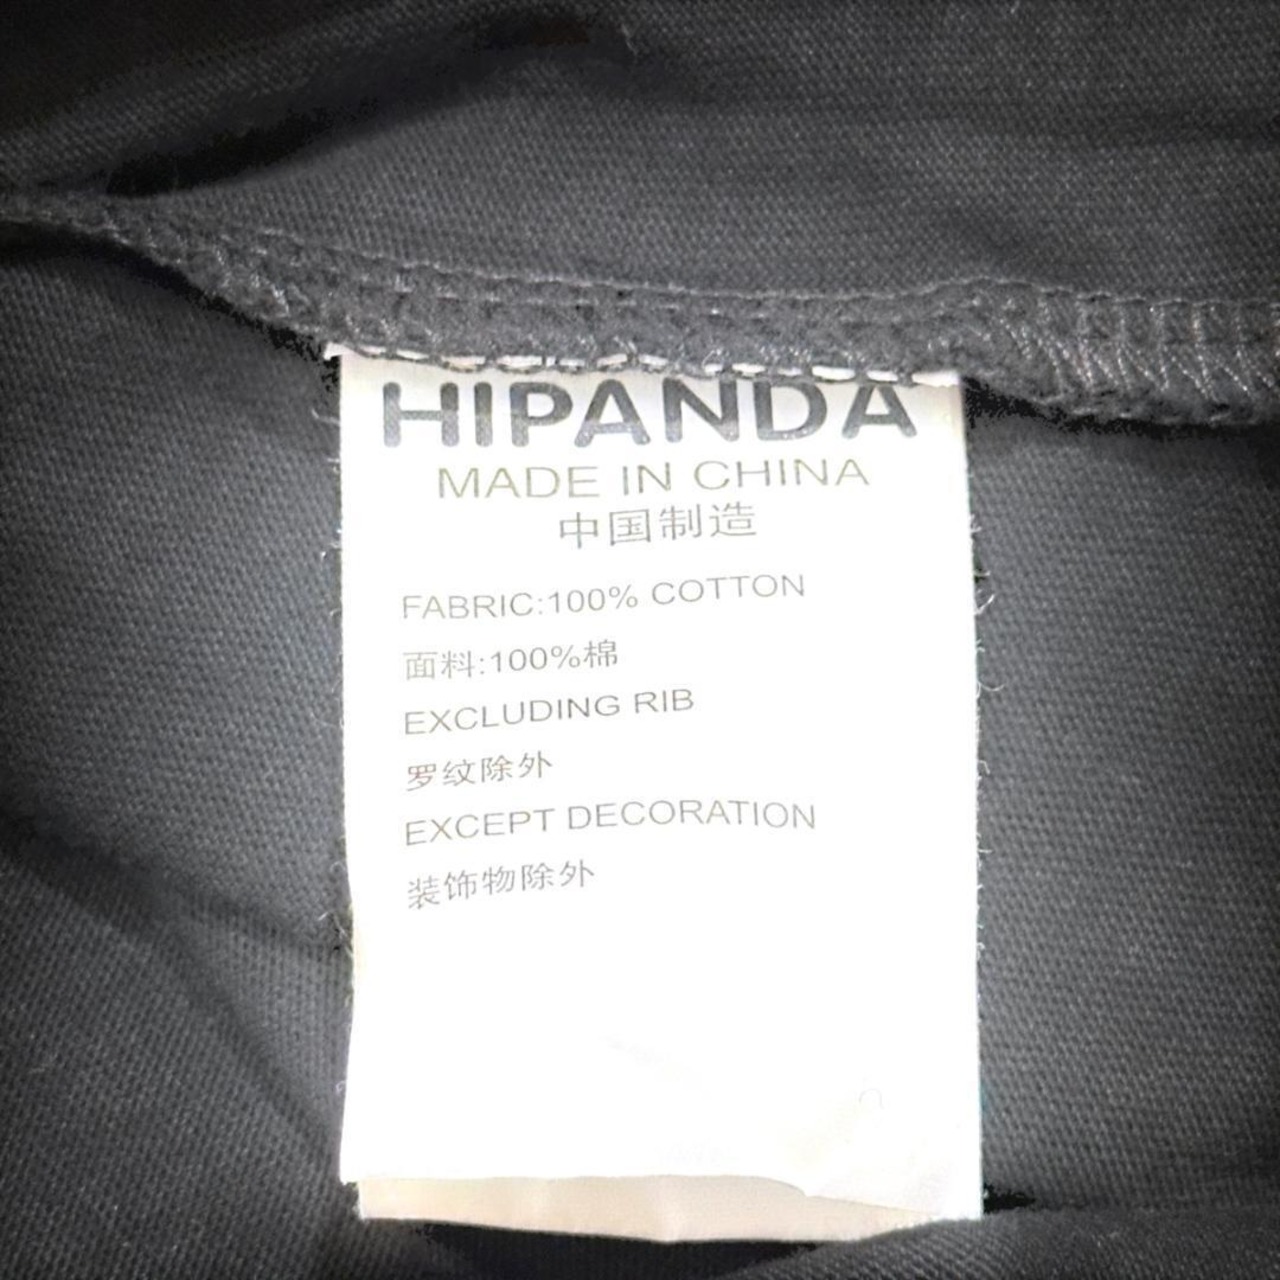 HIPANDA
MADE IN CHINA
中国制造
FABRIC:100% COTTON
面料:100%棉
EXCLUDING RIB
罗纹除外
EXCEPT DECORATION
装饰物除外